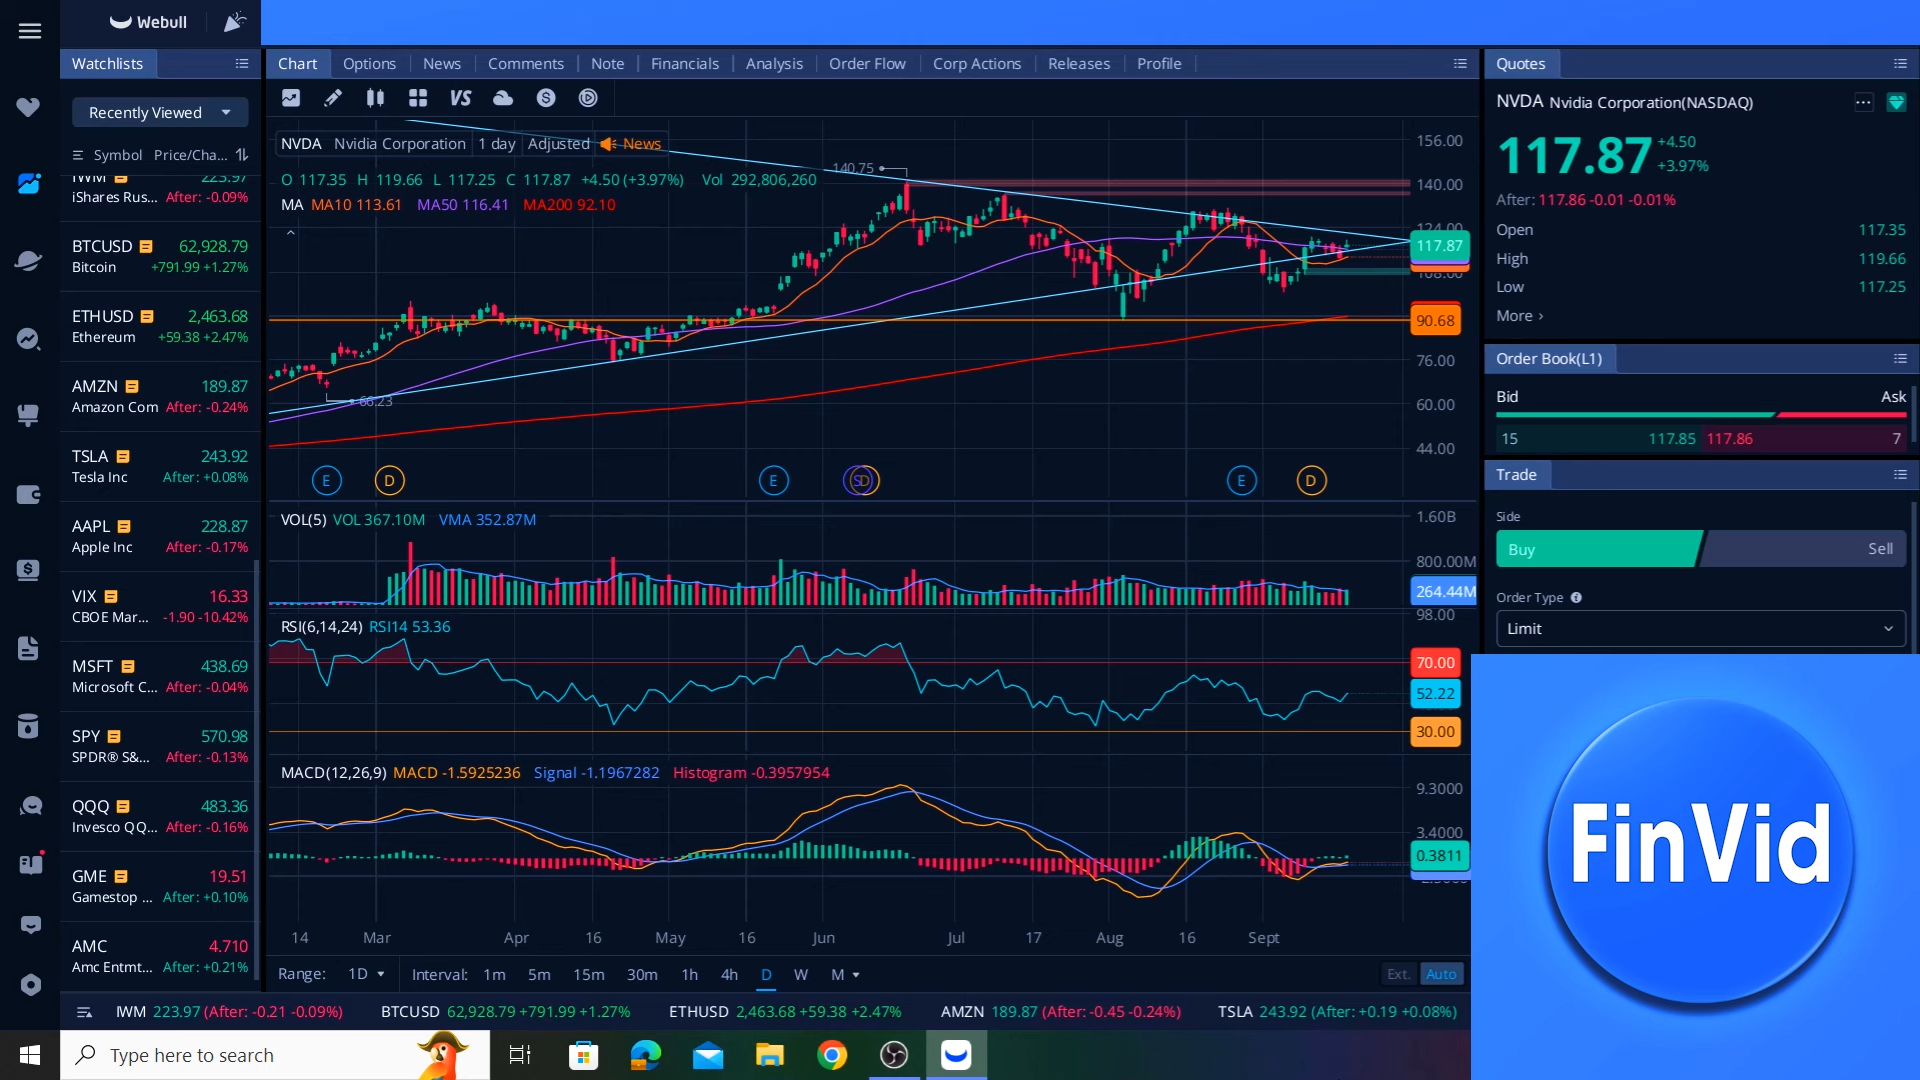 Webull
Watchlists
Recently Viewed
Symbol Price/Cha...
IWM 223.97
iShares Rus... After: -0.09%
BTCUSD 62,928.79
Bitcoin +791.99 +1.27%
ETHUSD 2,463.68
Ethereum +59.38 +2.47%
AMZN 189.87
Amazon Com After: -0.24%
TSLA 243.92
Tesla Inc After: +0.08%
AAPL 228.87
Apple Inc After: -0.17%
VIX 16.33
CBOE Mar... -1.90 -10.42%
MSFT 438.69
Microsoft C... After: -0.04%
SPY 570.98
SPDR® S&... After: -0.13%
QQQ 483.36
Invesco QQ... After: -0.16%
GME 19.51
Gamestop ... After: +0.10%
AMC 4.710
Amc Entmt... After: +0.21%
Chart Options News Comments Note Financials Analysis Order Flow Corp Actions Releases Profile
VS
NVDA Nvidia Corporation 1 day Adjusted News
O 117.35 H 119.66 L 117.25 C 117.87 +4.50 (+3.97%) Vol 292,806,260
MA MA10 113.61 MA50 116.41 MA200 92.10
140.75
66.23
156.00
140.00
124.00
117.87
108.00
90.68
76.00
60.00
44.00
E D E SD E D
VOL(5) VOL 367.10M VMA 352.87M
1.60B
800.00M
264.44M
RSI(6,14,24) RSI14 53.36
98.00
70.00
52.22
30.00
MACD(12,26,9) MACD -1.5925236 Signal -1.1967282 Histogram -0.3957954
9.3000
3.4000
0.3811
14 Mar Apr 16 May 16 Jun Jul 17 Aug 16 Sept
Range: 1D Interval: 1m 5m 15m 30m 1h 4h D W M Ext. Auto
Quotes
NVDA Nvidia Corporation(NASDAQ)
117.87 +4.50
+3.97%
After: 117.86 -0.01 -0.01%
Open 117.35
High 119.66
Low 117.25
More ›
Order Book(L1)
Bid Ask
15 117.85 117.86 7
Trade
Side
Buy Sell
Order Type
Limit
FinVid
IWM 223.97 (After: -0.21 -0.09%) BTCUSD 62,928.79 +791.99 +1.27% ETHUSD 2,463.68 +59.38 +2.47% AMZN 189.87 (After: -0.45 -0.24%) TSLA 243.92 (After: +0.19 +0.08%)
Type here to search